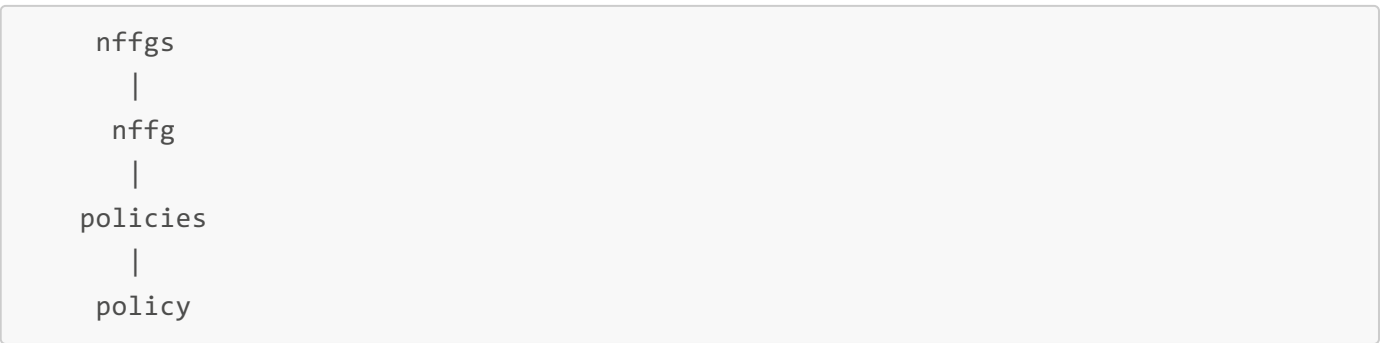 nffgs
|
nffg
|
policies
|
policy